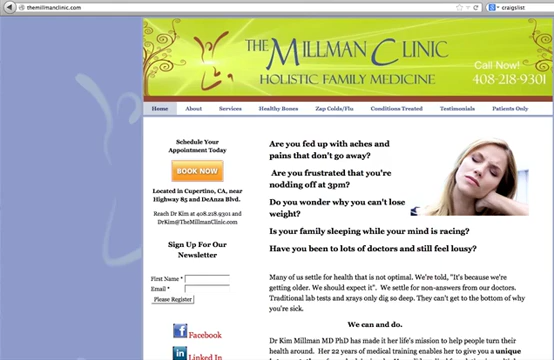 themillmanclinic.com
craigslist
THE MILLMAN CLINIC
HOLISTIC FAMILY MEDICINE
Call Now!
408-218-9301
Home About Services Healthy Bones Zap Colds/Flu Conditions Treated Testimonials Patients Only
Schedule Your
Appointment Today
BOOK NOW
Located in Cupertino, CA, near
Highway 85 and DeAnza Blvd.
Reach Dr Kim at 408.218.9301 and
DrKim@TheMillmanClinic.com
Sign Up For Our
Newsletter
First Name *
Email *
Please Register
Facebook
Linked In
Are you fed up with aches and
pains that don't go away?
Are you frustrated that you're
nodding off at 3pm?
Do you wonder why you can't lose
weight?
Is your family sleeping while your mind is racing?
Have you been to lots of doctors and still feel lousy?
Many of us settle for health that is not optimal. We're told, "It's because we're
getting older. We should expect it". We settle for non-answers from our doctors.
Traditional lab tests and xrays only dig so deep. They can't get to the bottom of why
you're sick.
We can and do.
Dr Kim Millman MD PhD has made it her life's mission to help people turn their
health around. Her 22 years of medical training enables her to give you a unique